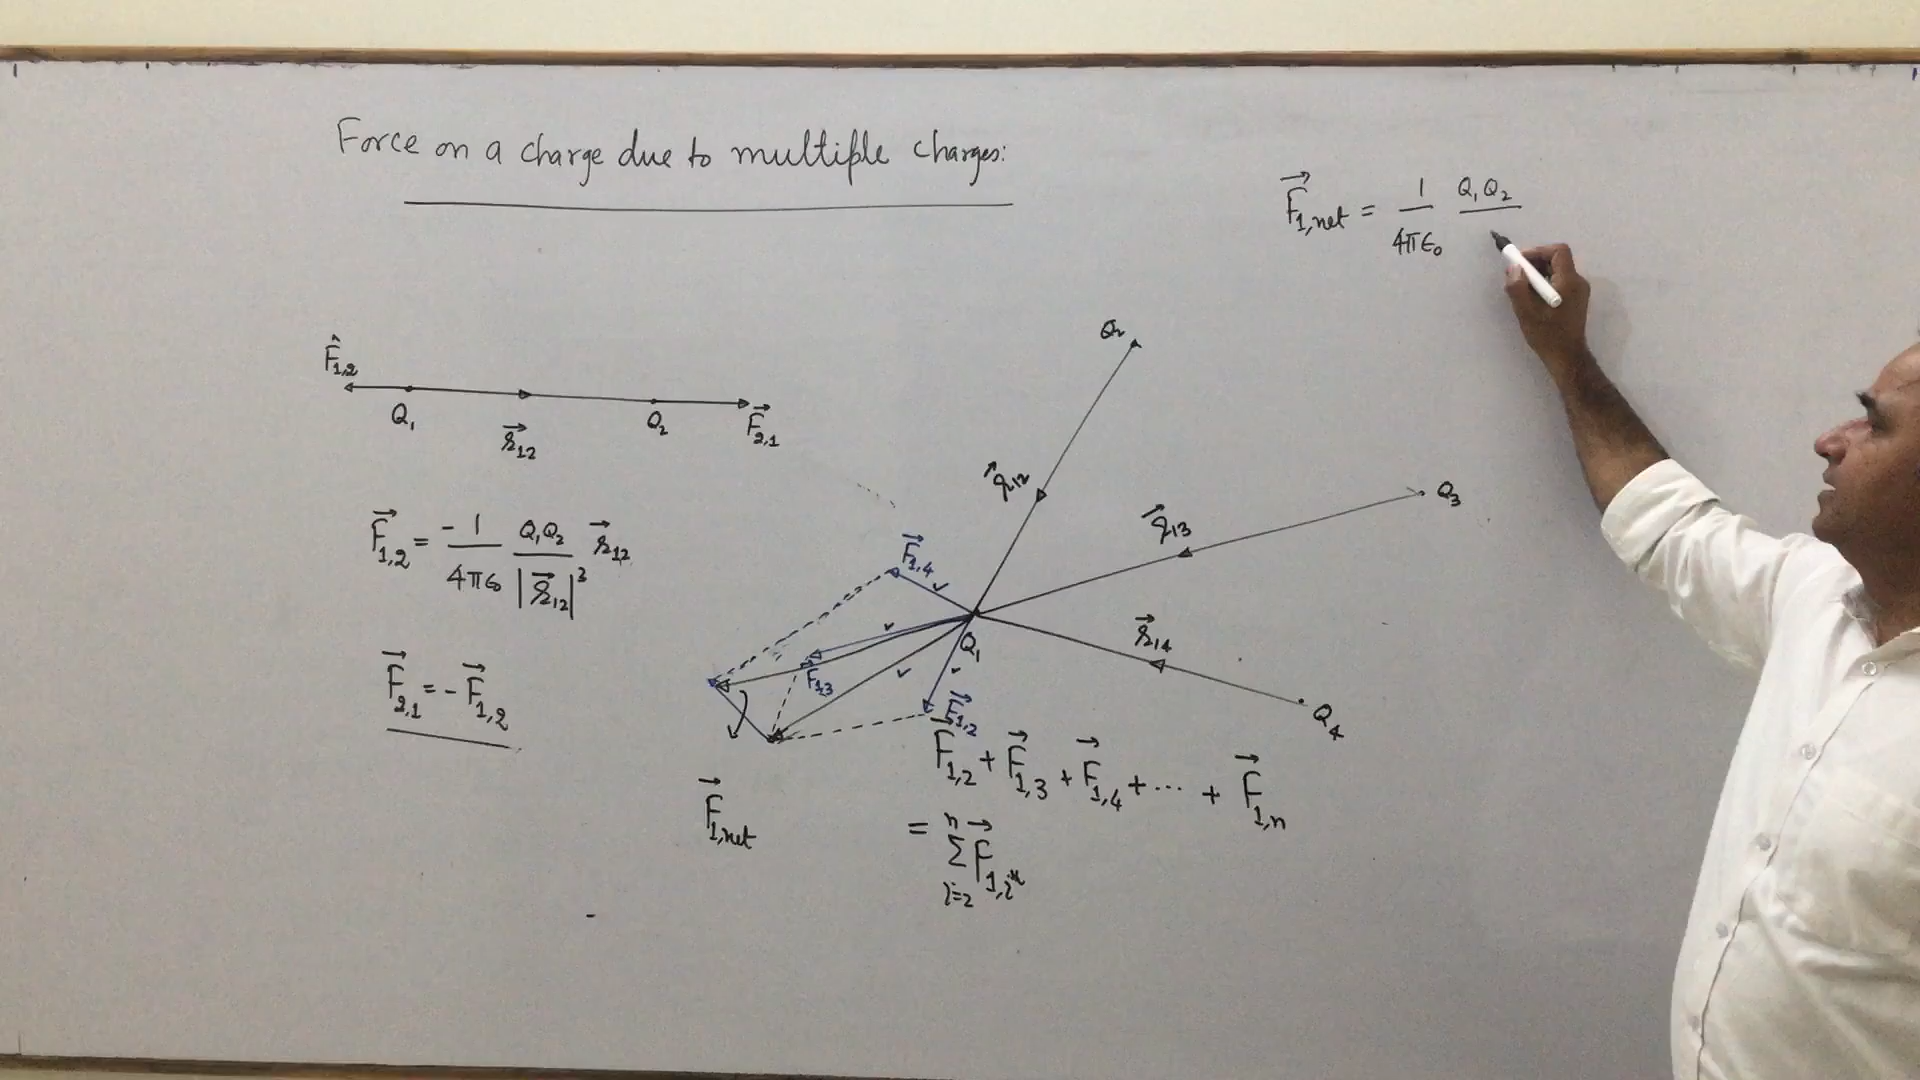 Force on a charge due to multiple charges:
F⃗1,net = 1/4πϵ0 Q1Q2
F̂1,2
Q1
r⃗12
Q2
F⃗2,1
F⃗1,2 = -1/4πϵ0 Q1Q2/|r⃗12|³ r⃗12
F⃗2,1 = -F⃗1,2
Q2
r⃗12
r⃗13
Q3
F⃗1,4
Q1
r⃗14
Q4
F1,3
F⃗1,2
F⃗1,net
F⃗1,2 + F⃗1,3 + F⃗1,4 + ... + F⃗1,n
= n∑i=2 F⃗1,i